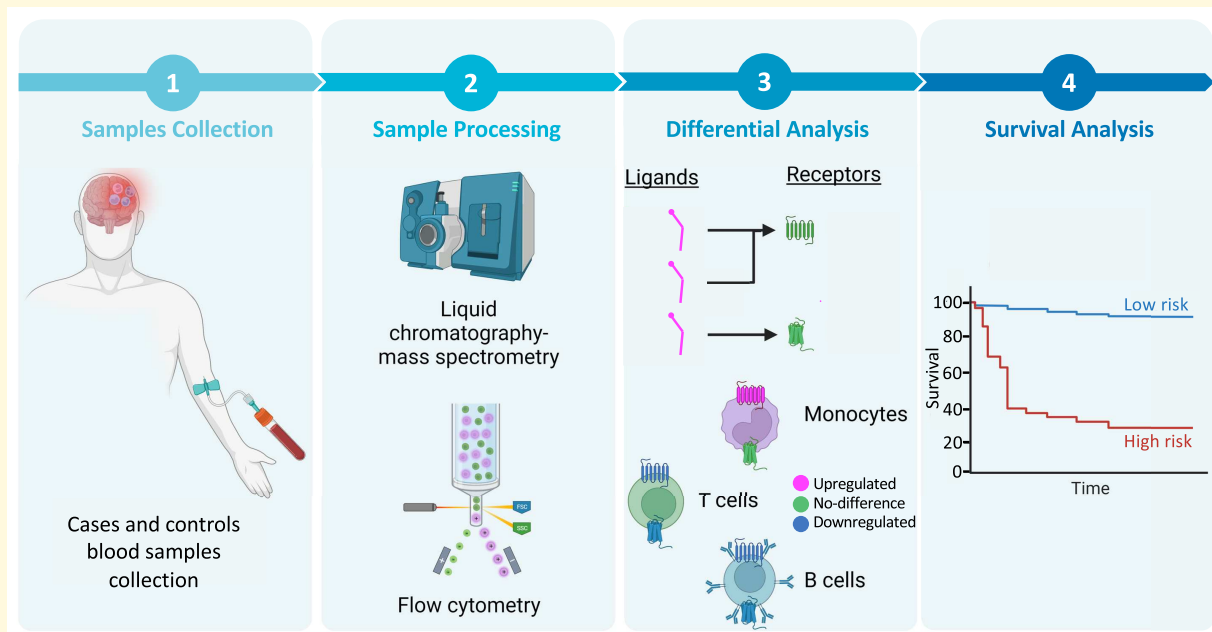 1
Samples Collection
Cases and controls
blood samples
collection
2
Sample Processing
Liquid
chromatography-
mass spectrometry
FSC
SSC
Flow cytometry
3
Differential Analysis
Ligands
Receptors
Monocytes
T cells
Upregulated
No-difference
Downregulated
B cells
4
Survival Analysis
100
80
60
40
20
0
Survival
Low risk
High risk
Time